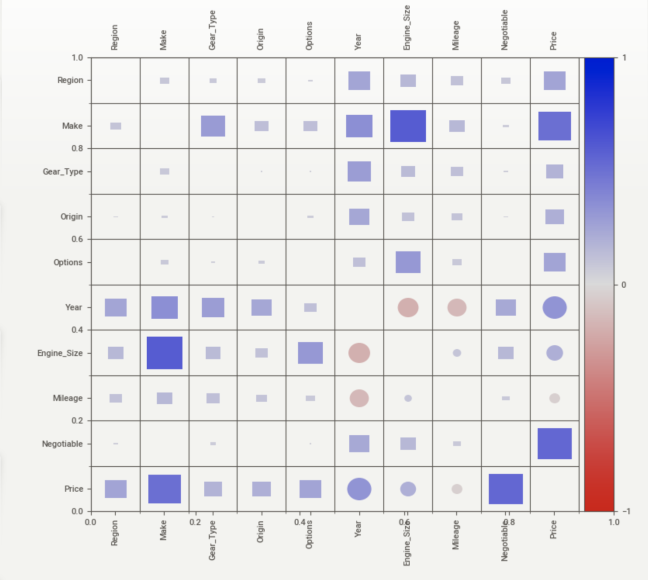 Region Make Gear_Type Origin Options Year Engine_Size Mileage Negotiable Price
1.0 1
Region
Make
0.8
Gear_Type
Origin
0.6
Options 0
Year
0.4
Engine_Size
Mileage
0.2
Negotiable
Price
0.0 -1
0.0 0.2 0.4 0.6 0.8 1.0
Region Make Gear_Type Origin Options Year Engine_Size Mileage Negotiable Price